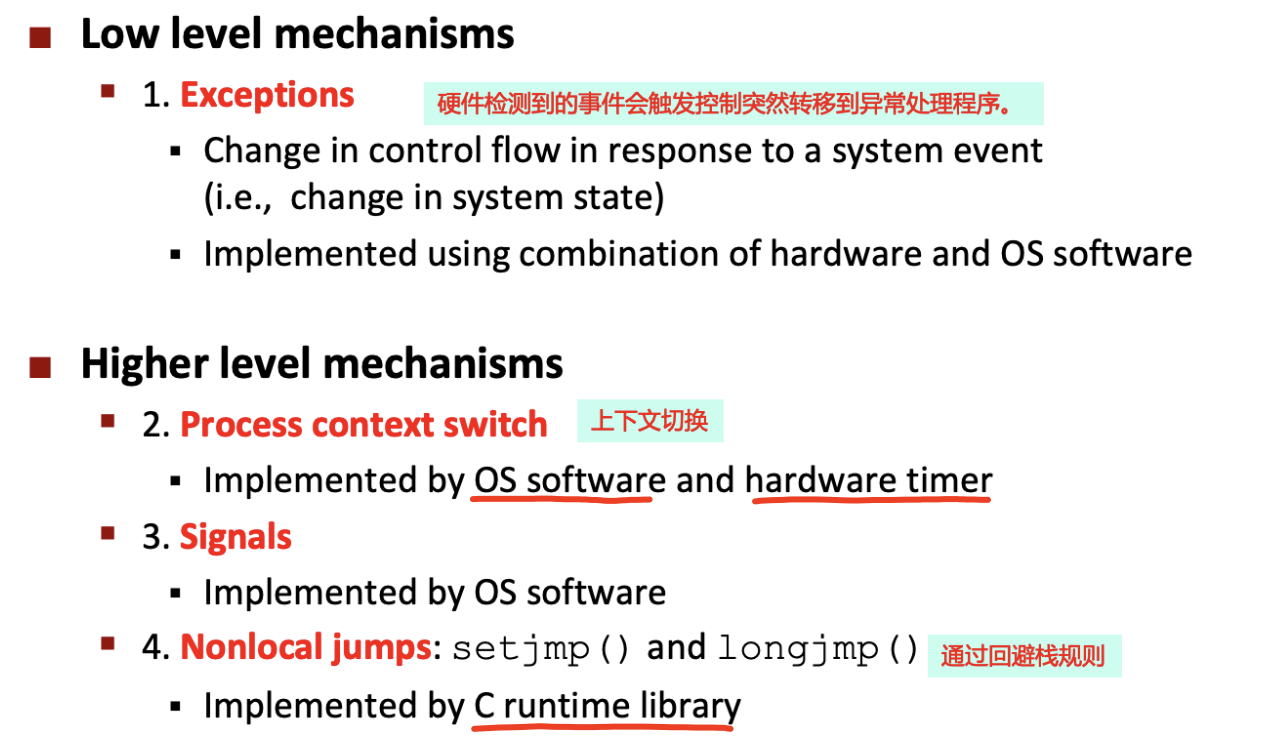 Low level mechanisms
1. Exceptions 硬件检测到的事件会触发控制突然转移到异常处理程序。
Change in control flow in response to a system event
(i.e., change in system state)
Implemented using combination of hardware and OS software
Higher level mechanisms
2. Process context switch 上下文切换
Implemented by OS software and hardware timer
3. Signals
Implemented by OS software
4. Nonlocal jumps: setjmp() and longjmp() 通过回避栈规则
Implemented by C runtime library